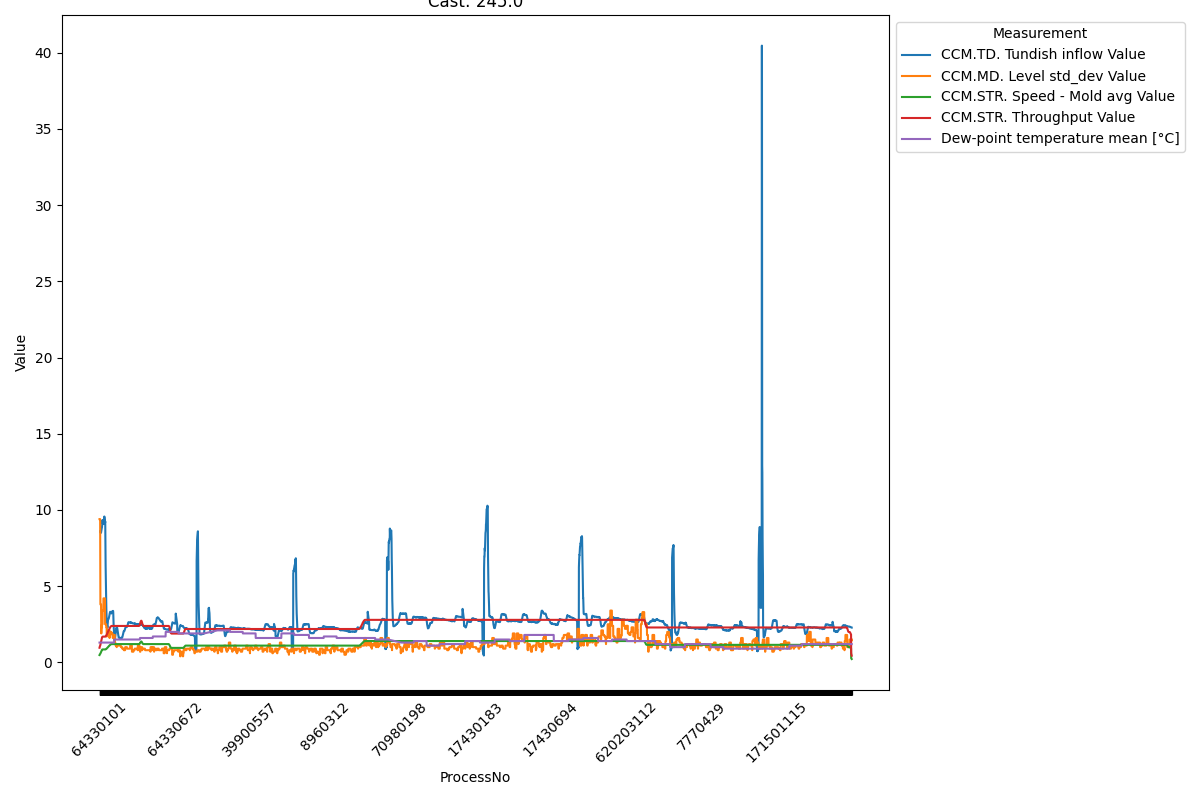 Cast: 245.0
Measurement
CCM.TD. Tundish inflow Value
CCM.MD. Level std_dev Value
CCM.STR. Speed - Mold avg Value
CCM.STR. Throughput Value
Dew-point temperature mean [°C]
Value
40
35
30
25
20
15
10
5
0
64330101
64330672
39900557
8960312
70980198
17430183
17430694
620203112
7770429
171501115
ProcessNo